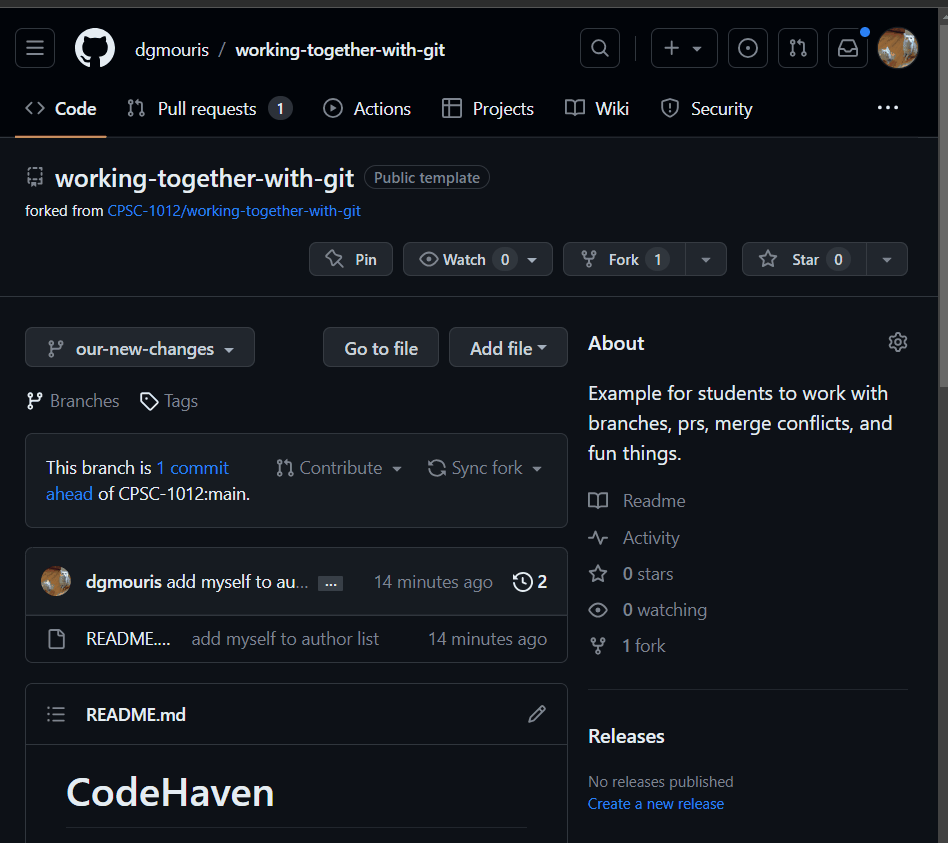 dgmouris / working-together-with-git
Code Pull requests 1 Actions Projects Wiki Security ...
working-together-with-git Public template
forked from CPSC-1012/working-together-with-git
Pin Watch 0 Fork 1 Star 0
our-new-changes Go to file Add file
Branches Tags
This branch is 1 commit
ahead of CPSC-1012:main.
Contribute Sync fork
dgmouris add myself to au... ... 14 minutes ago 2
README.... add myself to author list 14 minutes ago
README.md
CodeHaven
About
Example for students to work with
branches, prs, merge conflicts, and
fun things.
Readme
Activity
0 stars
0 watching
1 fork
Releases
No releases published
Create a new release